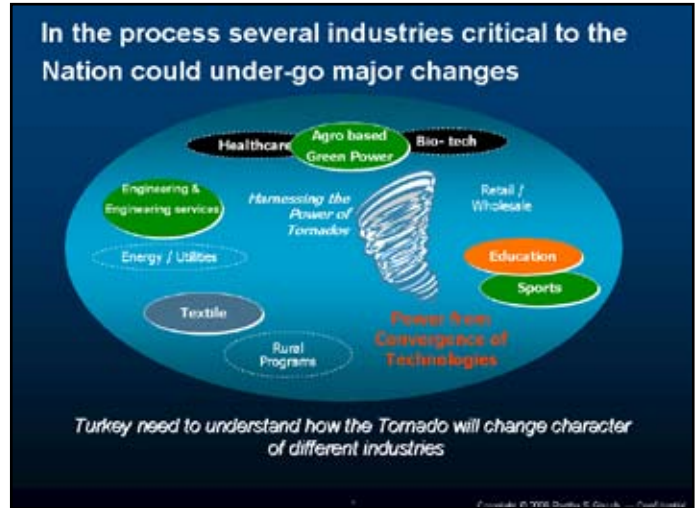 In the process several industries critical to the
Nation could under-go major changes
Healthcare
Agro based
Green Power
Bio- tech
Engineering &
Engineering services
Harnessing the
Power of
Tornados
Retail /
Wholesale
Energy / Utilities
Education
Sports
Textile
Rural
Programs
Power from
Convergence of
Technologies
Turkey need to understand how the Tornado will change character
of different industries
Copyright ©